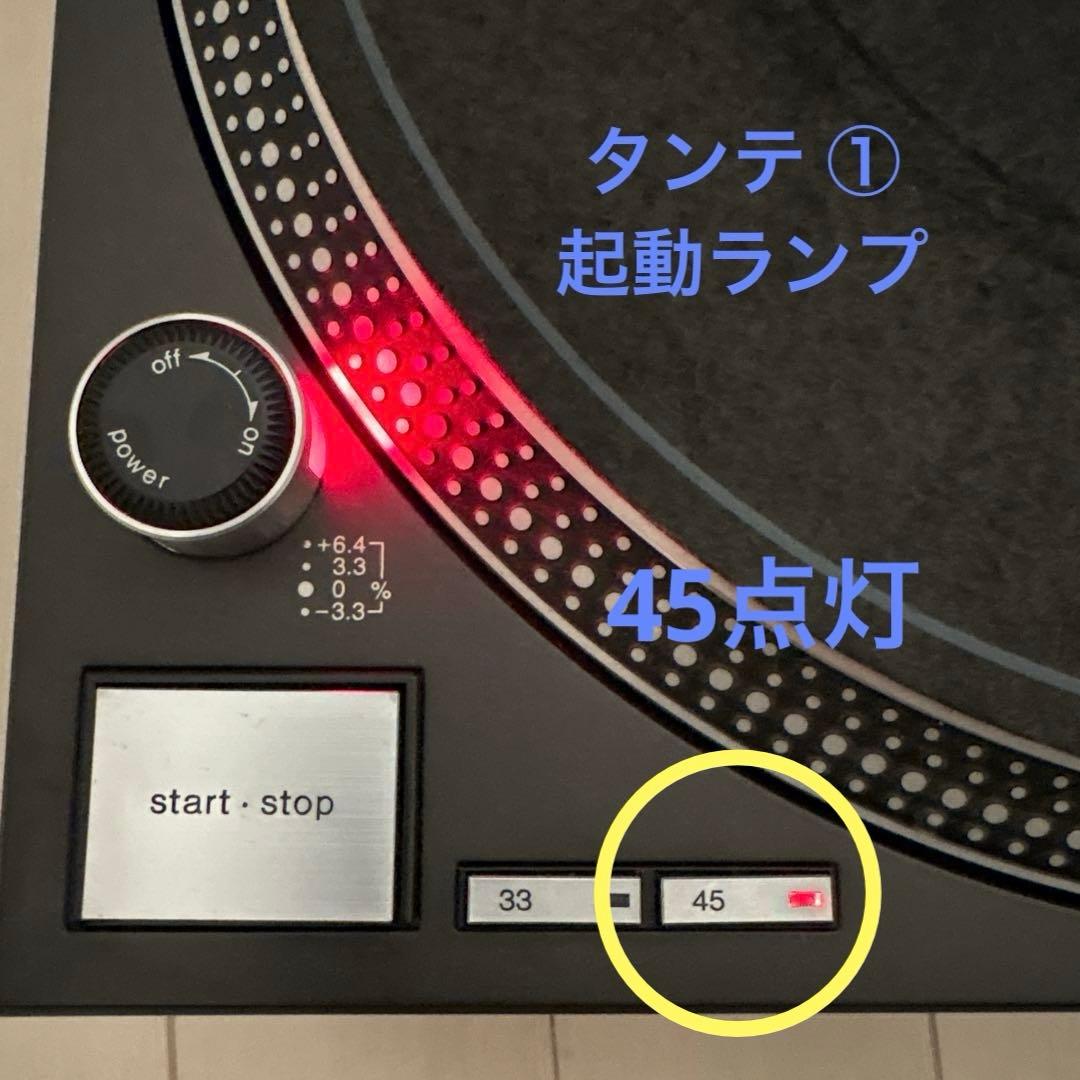 タンテ ①
起動ランプ
off
on
power
+6.4
3.3
0 %
−3.3
45点灯
start・stop
33
45